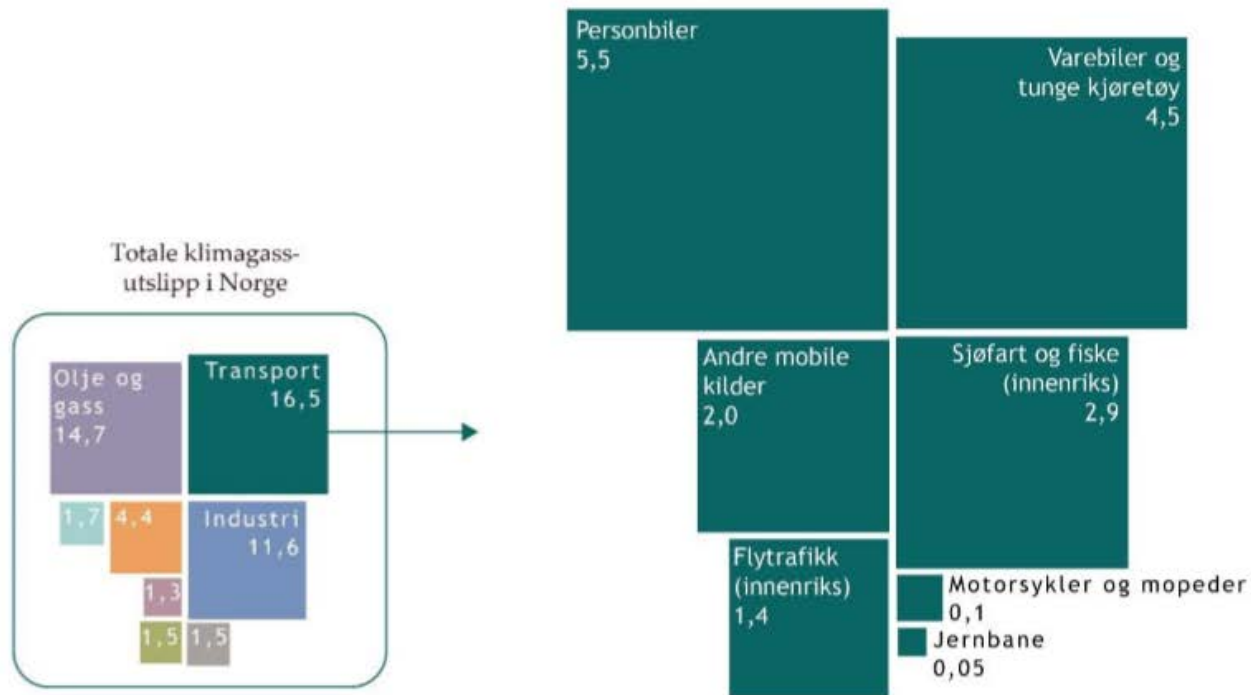 Totale klimagass-
utslipp i Norge
Olje og
gass
14,7
Transport
16,5
1,7
4,4
Industri
11,6
1,3
1,5
1,5
Personbiler
5,5
Varebiler og
tunge kjøretøy
4,5
Andre mobile
kilder
2,0
Sjøfart og fiske
(innenriks)
2,9
Flytrafikk
(innenriks)
1,4
Motorsykler og mopeder
0,1
Jernbane
0,05